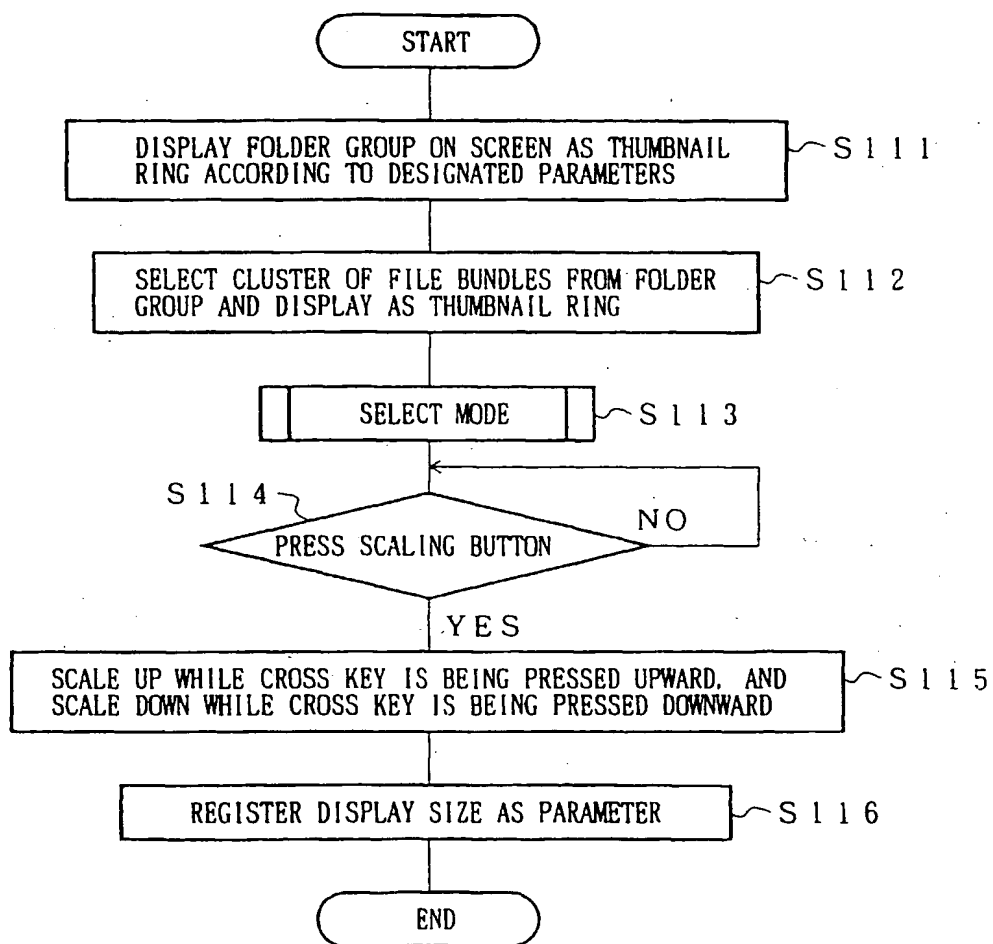 START
DISPLAY FOLDER GROUP ON SCREEN AS THUMBNAIL
RING ACCORDING TO DESIGNATED PARAMETERS
S111
SELECT CLUSTER OF FILE BUNDLES FROM FOLDER
GROUP AND DISPLAY AS THUMBNAIL RING
S112
SELECT MODE
S113
S114
PRESS SCALING BUTTON
NO
YES
SCALE UP WHILE CROSS KEY IS BEING PRESSED UPWARD, AND
SCALE DOWN WHILE CROSS KEY IS BEING PRESSED DOWNWARD
S115
REGISTER DISPLAY SIZE AS PARAMETER
S116
END